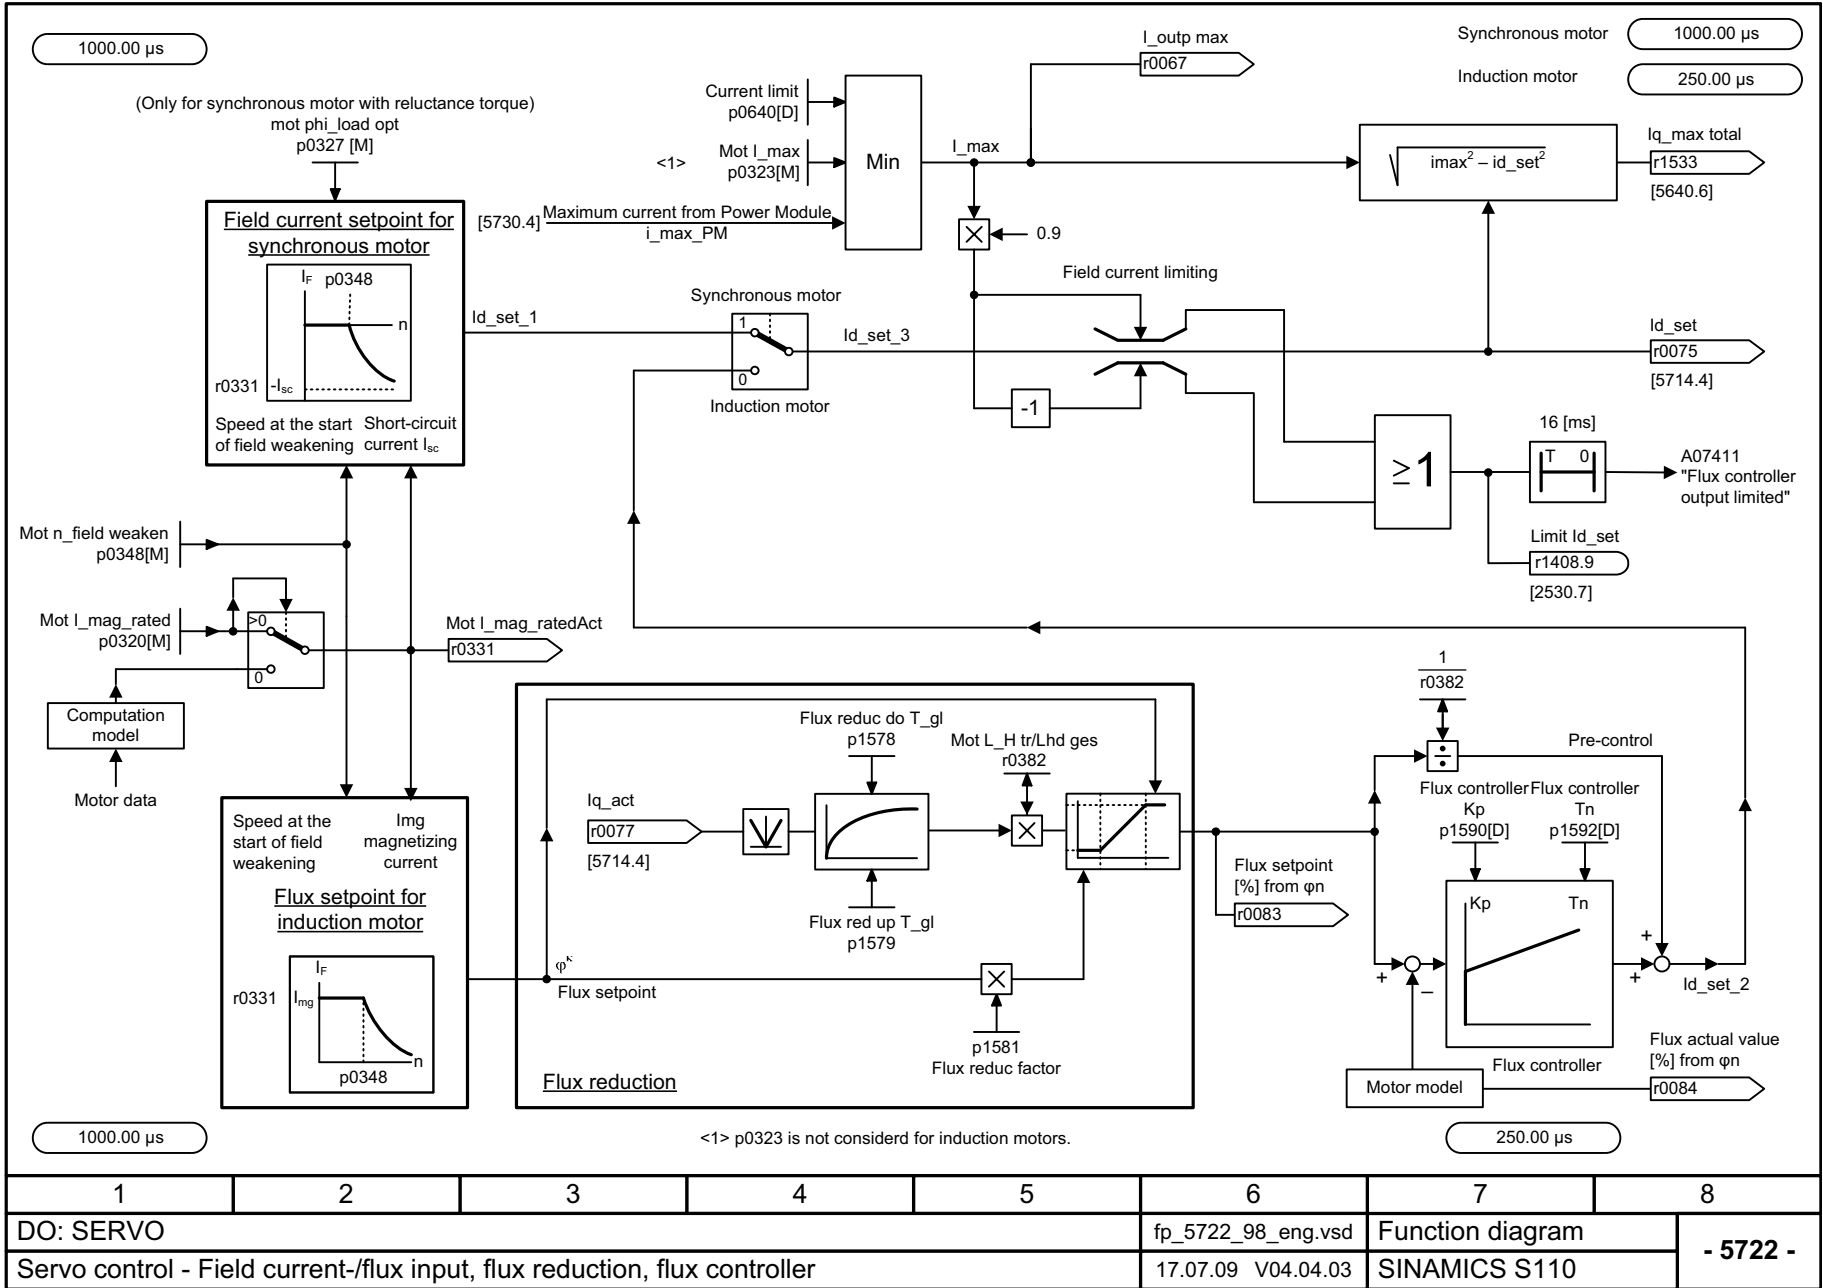 1000.00 µs
Synchronous motor
1000.00 µs
Induction motor
250.00 µs
(Only for synchronous motor with reluctance torque)
mot phi_load opt
p0327 [M]
Field current setpoint for
synchronous motor
I_F p0348
n
r0331
-I_sc
Speed at the start
of field weakening
Short-circuit
current I_sc
Current limit
p0640[D]
<1>
Mot I_max
p0323[M]
[5730.4]
Maximum current from Power Module
i_max_PM
Min
I_max
I_outp max
r0067
0.9
imax² – id_set²
Iq_max total
r1533
[5640.6]
Id_set_1
Synchronous motor
1
0
Induction motor
Id_set_3
Field current limiting
-1
Id_set
r0075
[5714.4]
≥1
16 [ms]
T 0
A07411
"Flux controller
output limited"
Limit Id_set
r1408.9
[2530.7]
Mot n_field weaken
p0348[M]
Mot I_mag_rated
p0320[M]
>0
0
Mot I_mag_ratedAct
r0331
Computation
model
Motor data
Speed at the
start of field
weakening
Img
magnetizing
current
Flux setpoint for
induction motor
I_F
r0331
I_mg
n
p0348
Flux reduc do T_gl
p1578
Mot L_H tr/Lhd ges
r0382
Iq_act
r0077
[5714.4]
Flux red up T_gl
p1579
φ^κ
Flux setpoint
p1581
Flux reduc factor
Flux reduction
Flux setpoint
[%] from φn
r0083
1
r0382
÷
Pre-control
Flux controller
Kp
p1590[D]
Flux controller
Tn
p1592[D]
Kp
Tn
+
–
+
+
Id_set_2
Flux controller
Motor model
Flux actual value
[%] from φn
r0084
1000.00 µs
<1> p0323 is not considerd for induction motors.
250.00 µs
1 2 3 4 5 6 7 8
DO: SERVO
fp_5722_98_eng.vsd
Function diagram
- 5722 -
Servo control - Field current-/flux input, flux reduction, flux controller
17.07.09 V04.04.03
SINAMICS S110